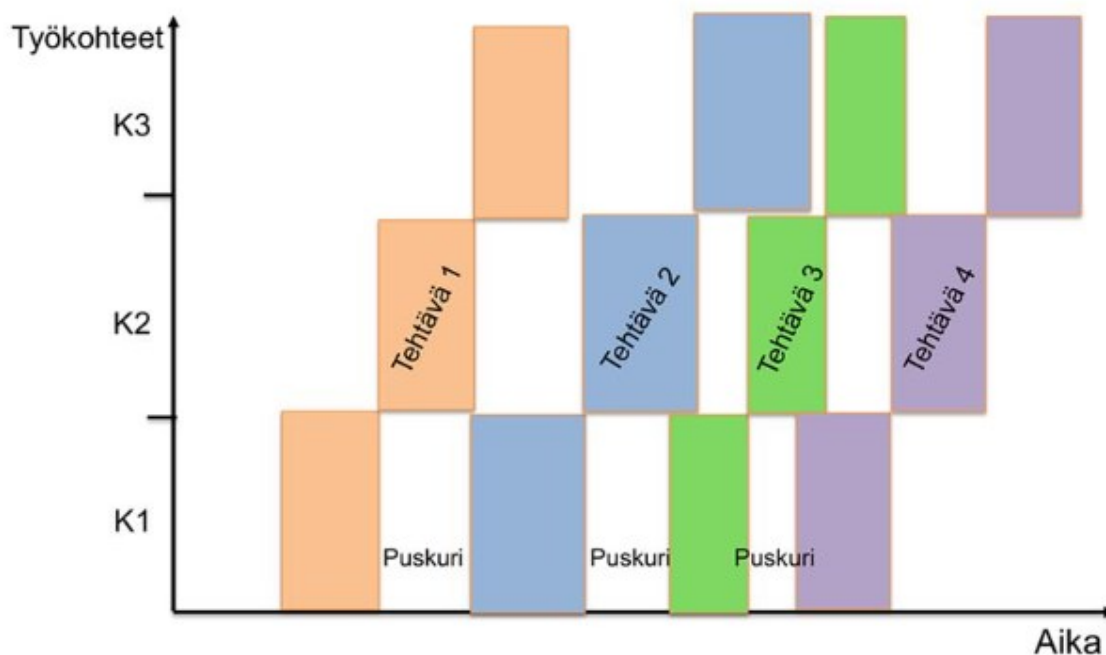 Työkohteet
K3
K2
K1
Tehtävä 1
Tehtävä 2
Tehtävä 3
Tehtävä 4
Puskuri
Puskuri
Puskuri
Aika